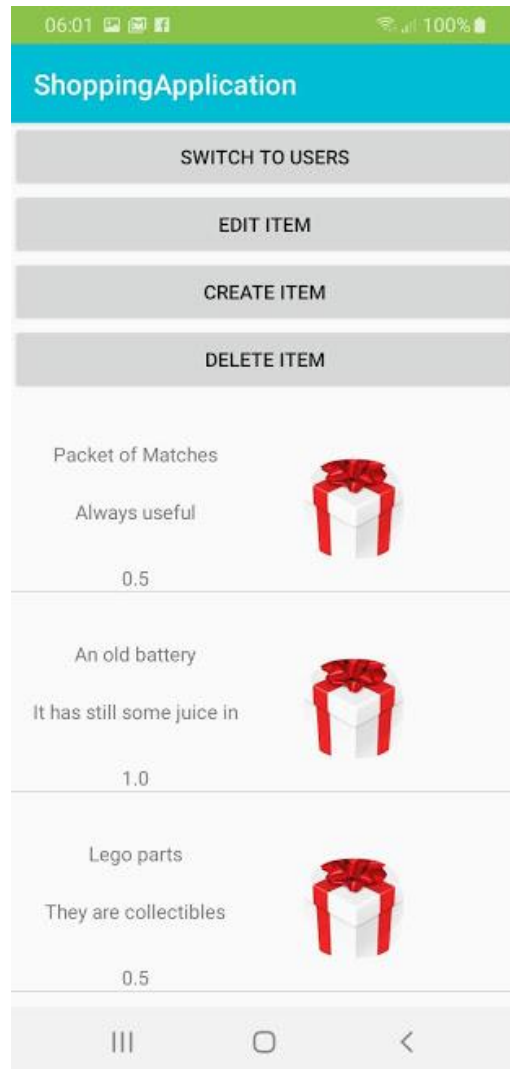 06:01 100%
ShoppingApplication
SWITCH TO USERS
EDIT ITEM
CREATE ITEM
DELETE ITEM
Packet of Matches
Always useful
0.5
An old battery
It has still some juice in
1.0
Lego parts
They are collectibles
0.5